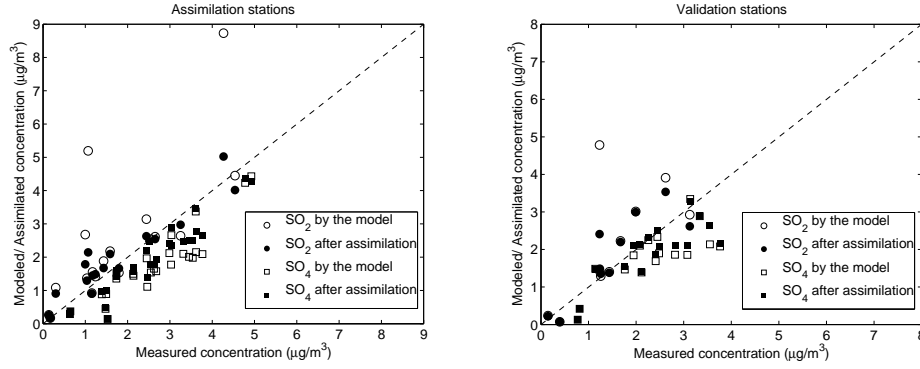 Assimilation stations
Modeled/ Assimilated concentration (μg/m³)
9
8
7
6
5
4
3
2
1
0
0 1 2 3 4 5 6 7 8 9
Measured concentration (μg/m³)
SO₂ by the model
SO₂ after assimilation
SO₄ by the model
SO₄ after assimilation
Validation stations
Modeled/ Assimilated concentration (μg/m³)
8
7
6
5
4
3
2
1
0
0 1 2 3 4 5 6 7 8
Measured concentration (μg/m³)
SO₂ by the model
SO₂ after assimilation
SO₄ by the model
SO₄ after assimilation